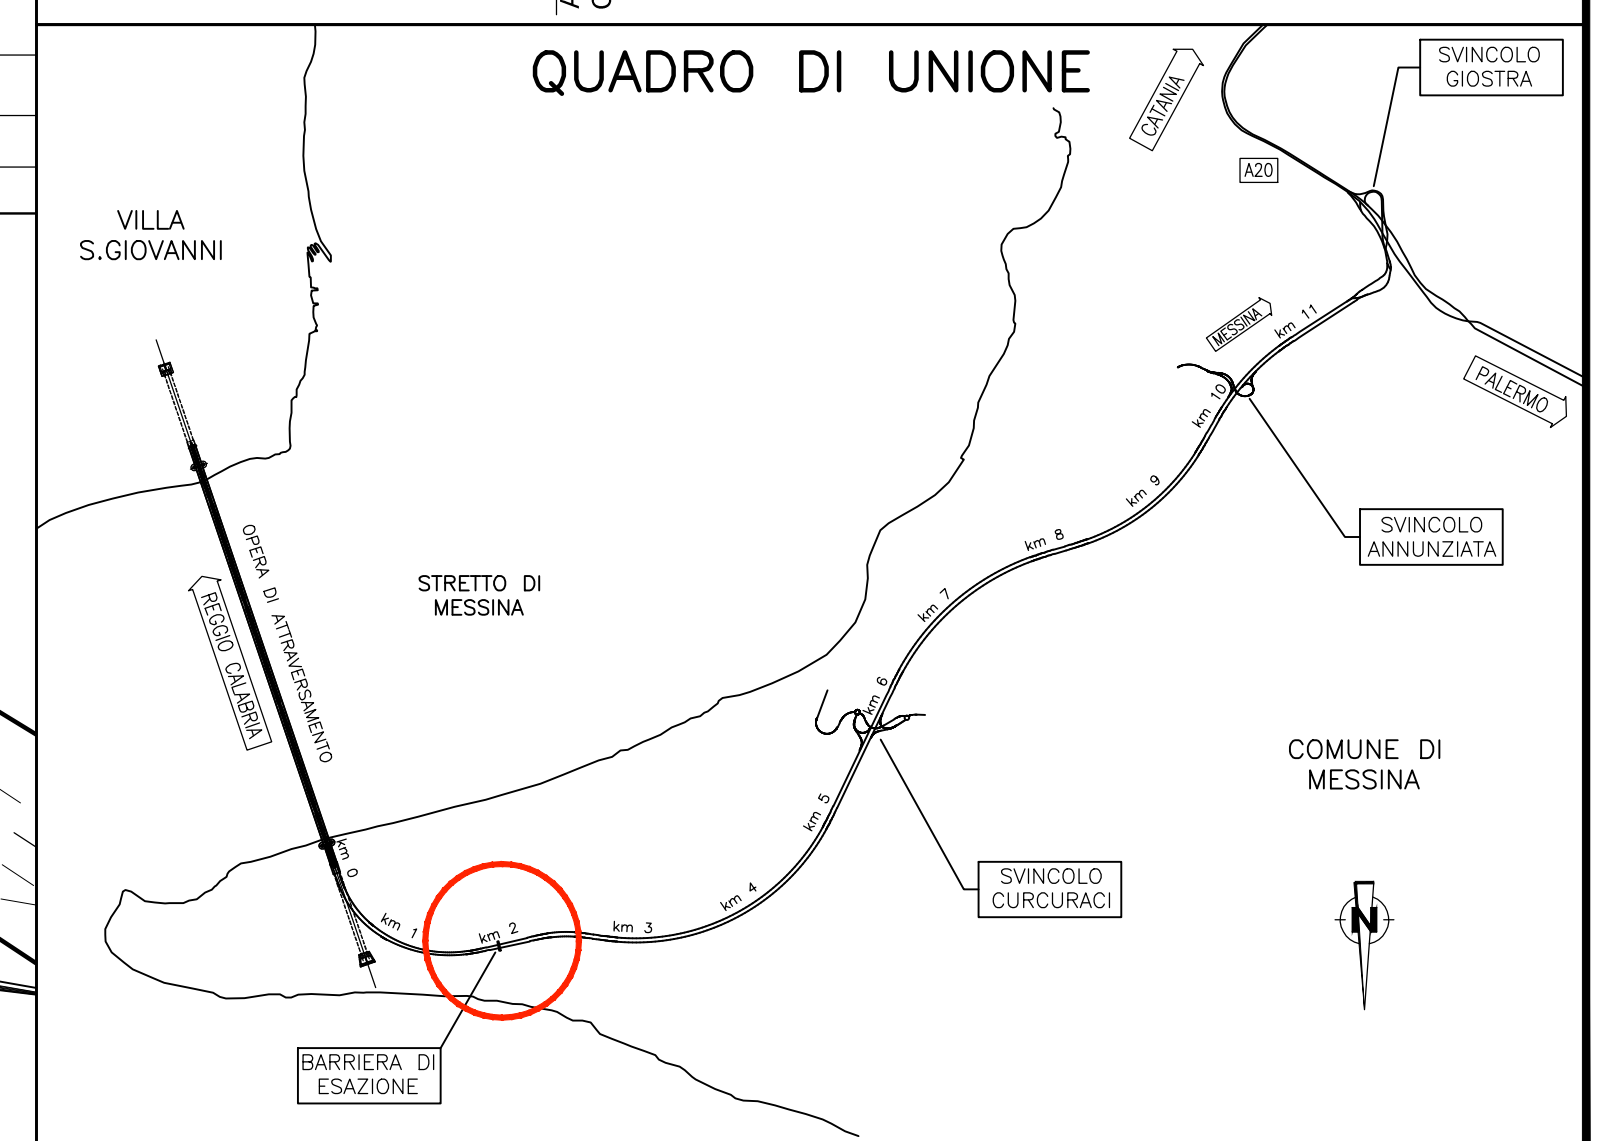 QUADRO DI UNIONE
SVINCOLO
GIOSTRA
CATANIA
A20
VILLA
S.GIOVANNI
MESSINA
km 11
PALERMO
km 10
km 9
SVINCOLO
ANNUNZIATA
km 8
OPERA DI ATTRAVERSAMENTO
REGGIO CALABRIA
STRETTO DI
MESSINA
km 7
km 6
COMUNE DI
MESSINA
km 5
km 0
SVINCOLO
CURCURACI
km 4
km 3
km 2
km 1
N
BARRIERA DI
ESAZIONE